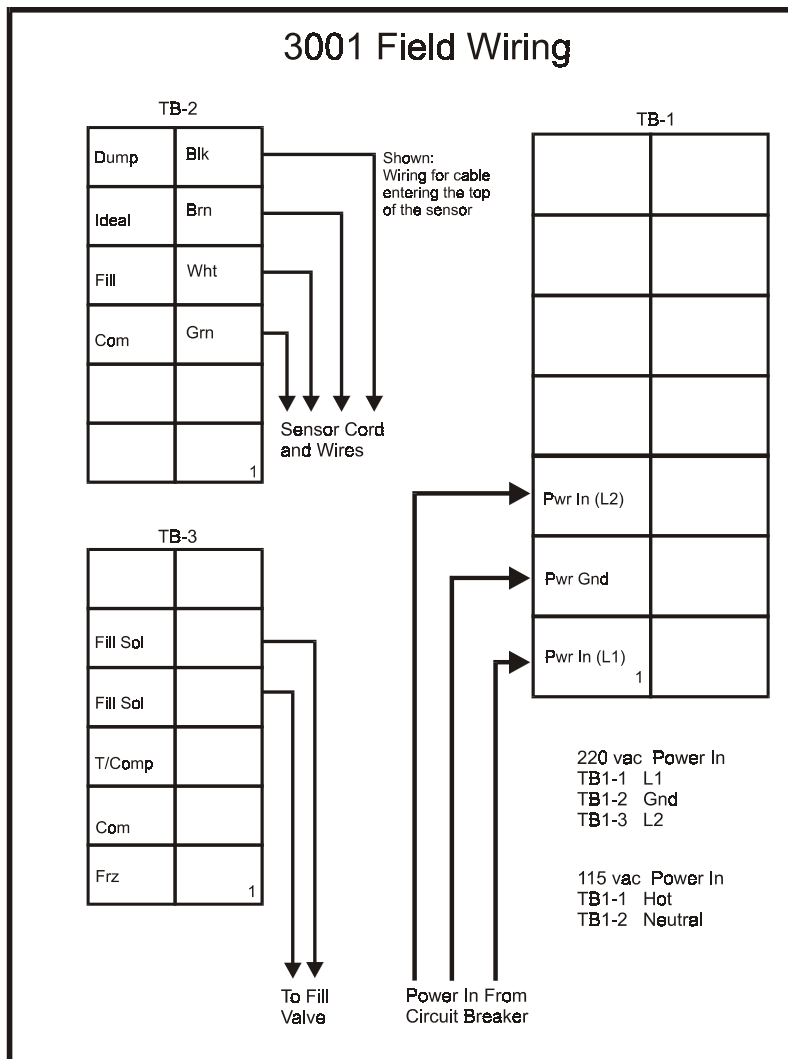 3001 Field Wiring
TB-2
Dump Blk
Ideal Brn
Fill Wht
Com Grn
1
Shown:
Wiring for cable
entering the top
of the sensor
Sensor Cord
and Wires
TB-3
Fill Sol
Fill Sol
T/Comp
Com
Frz
1
To Fill
Valve
TB-1
Pwr In (L2)
Pwr Gnd
Pwr In (L1)
1
220 vac Power In
TB1-1 L1
TB1-2 Gnd
TB1-3 L2
115 vac Power In
TB1-1 Hot
TB1-2 Neutral
Power In From
Circuit Breaker